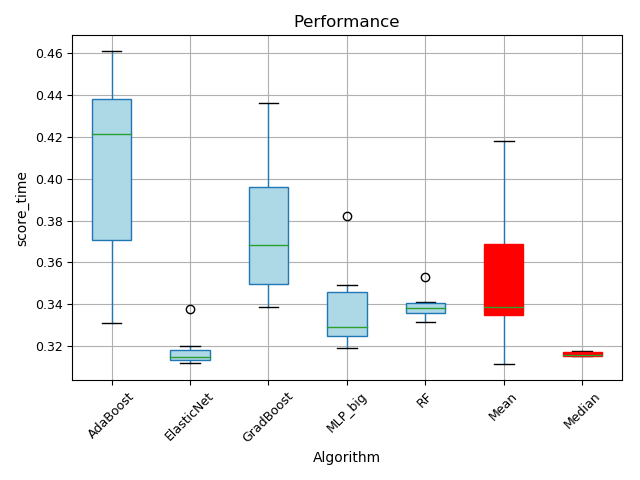 Performance
score_time
0.46
0.44
0.42
0.40
0.38
0.36
0.34
0.32
AdaBoost
ElasticNet
GradBoost
MLP_big
RF
Mean
Median
Algorithm